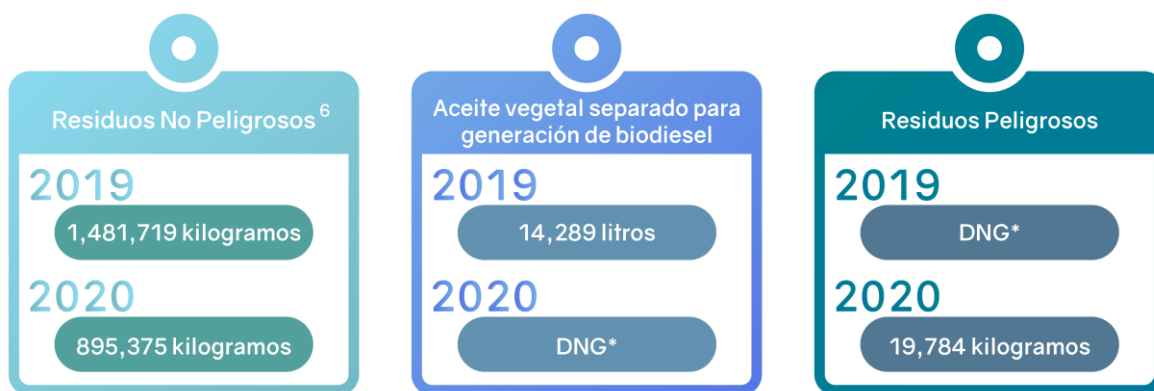 Residuos No Peligrosos 6
2019
1,481,719 kilogramos
2020
895,375 kilogramos
Aceite vegetal separado para
generación de biodiesel
2019
14,289 litros
2020
DNG*
Residuos Peligrosos
2019
DNG*
2020
19,784 kilogramos